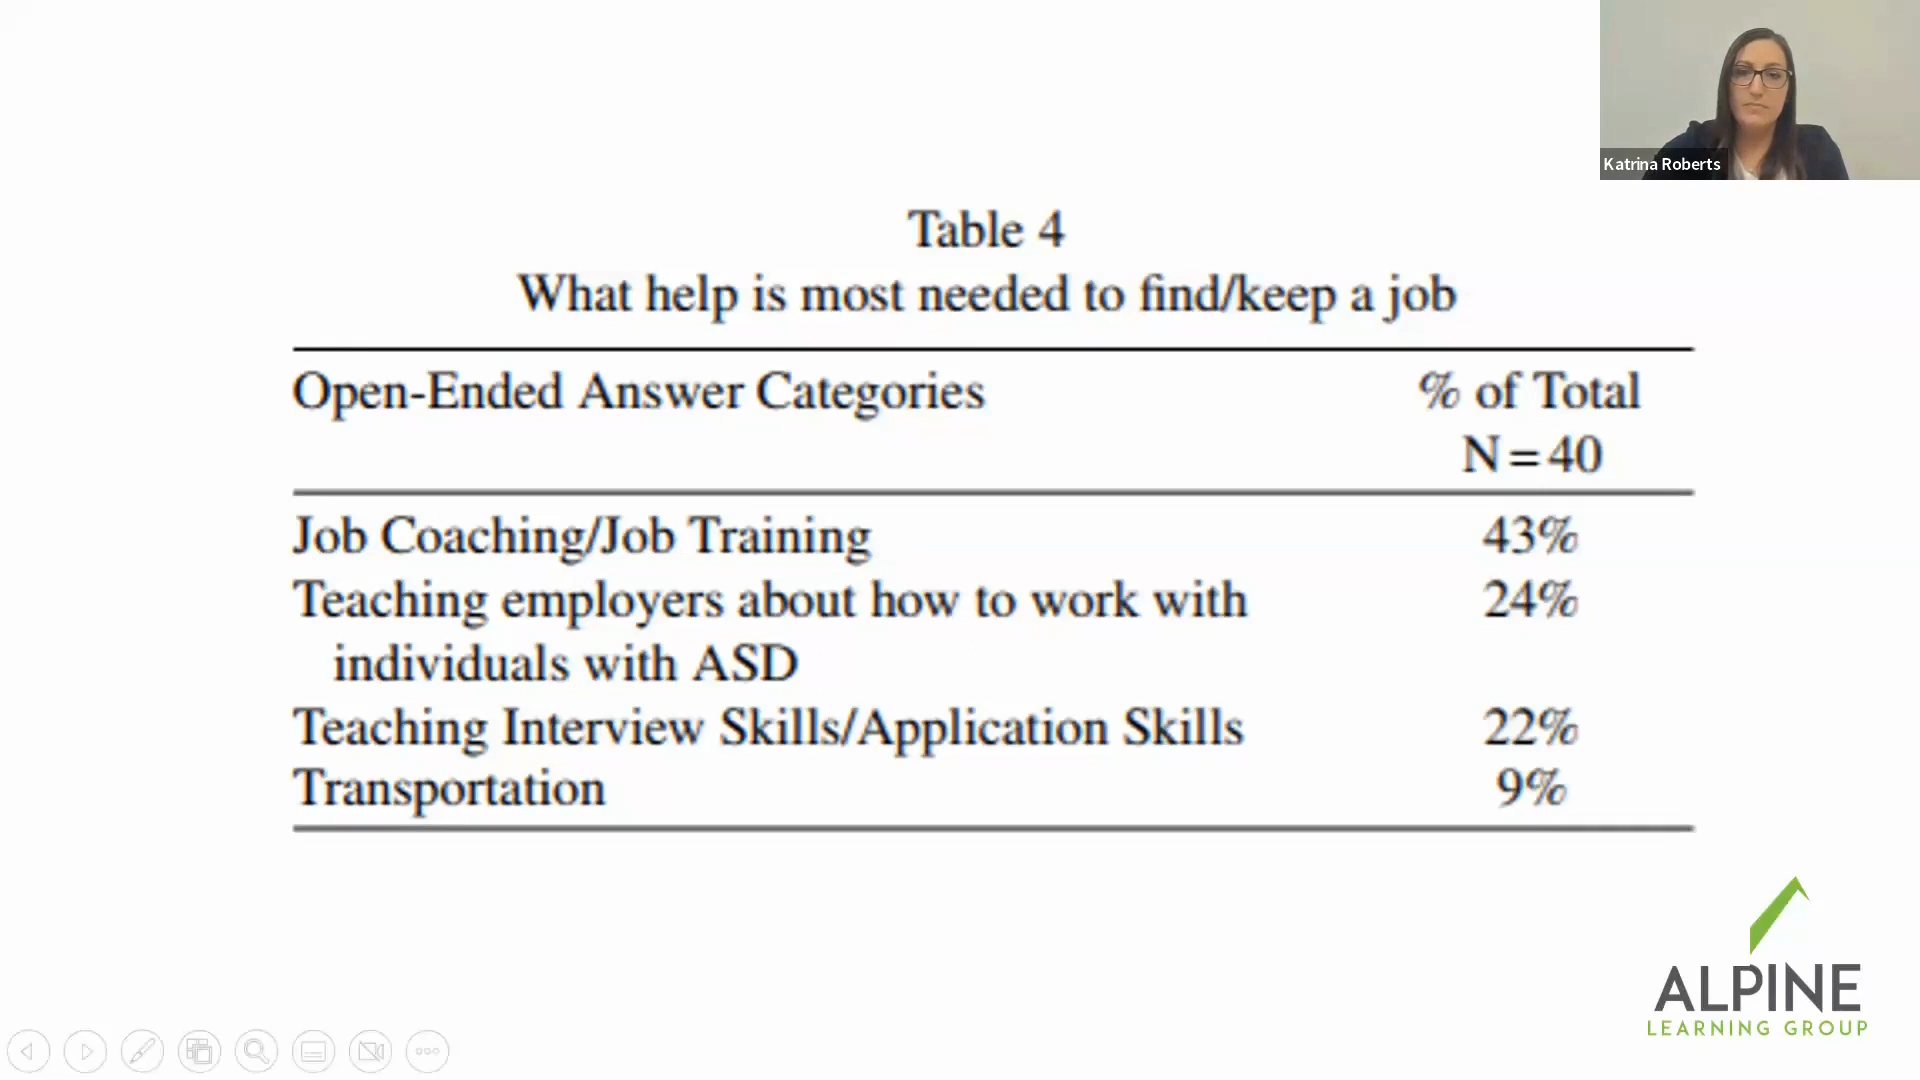 Katrina Roberts
Table 4
What help is most needed to find/keep a job
Open-Ended Answer Categories % of Total
N = 40
Job Coaching/Job Training 43%
Teaching employers about how to work with 24%
individuals with ASD
Teaching Interview Skills/Application Skills 22%
Transportation 9%
ALPINE
LEARNING GROUP